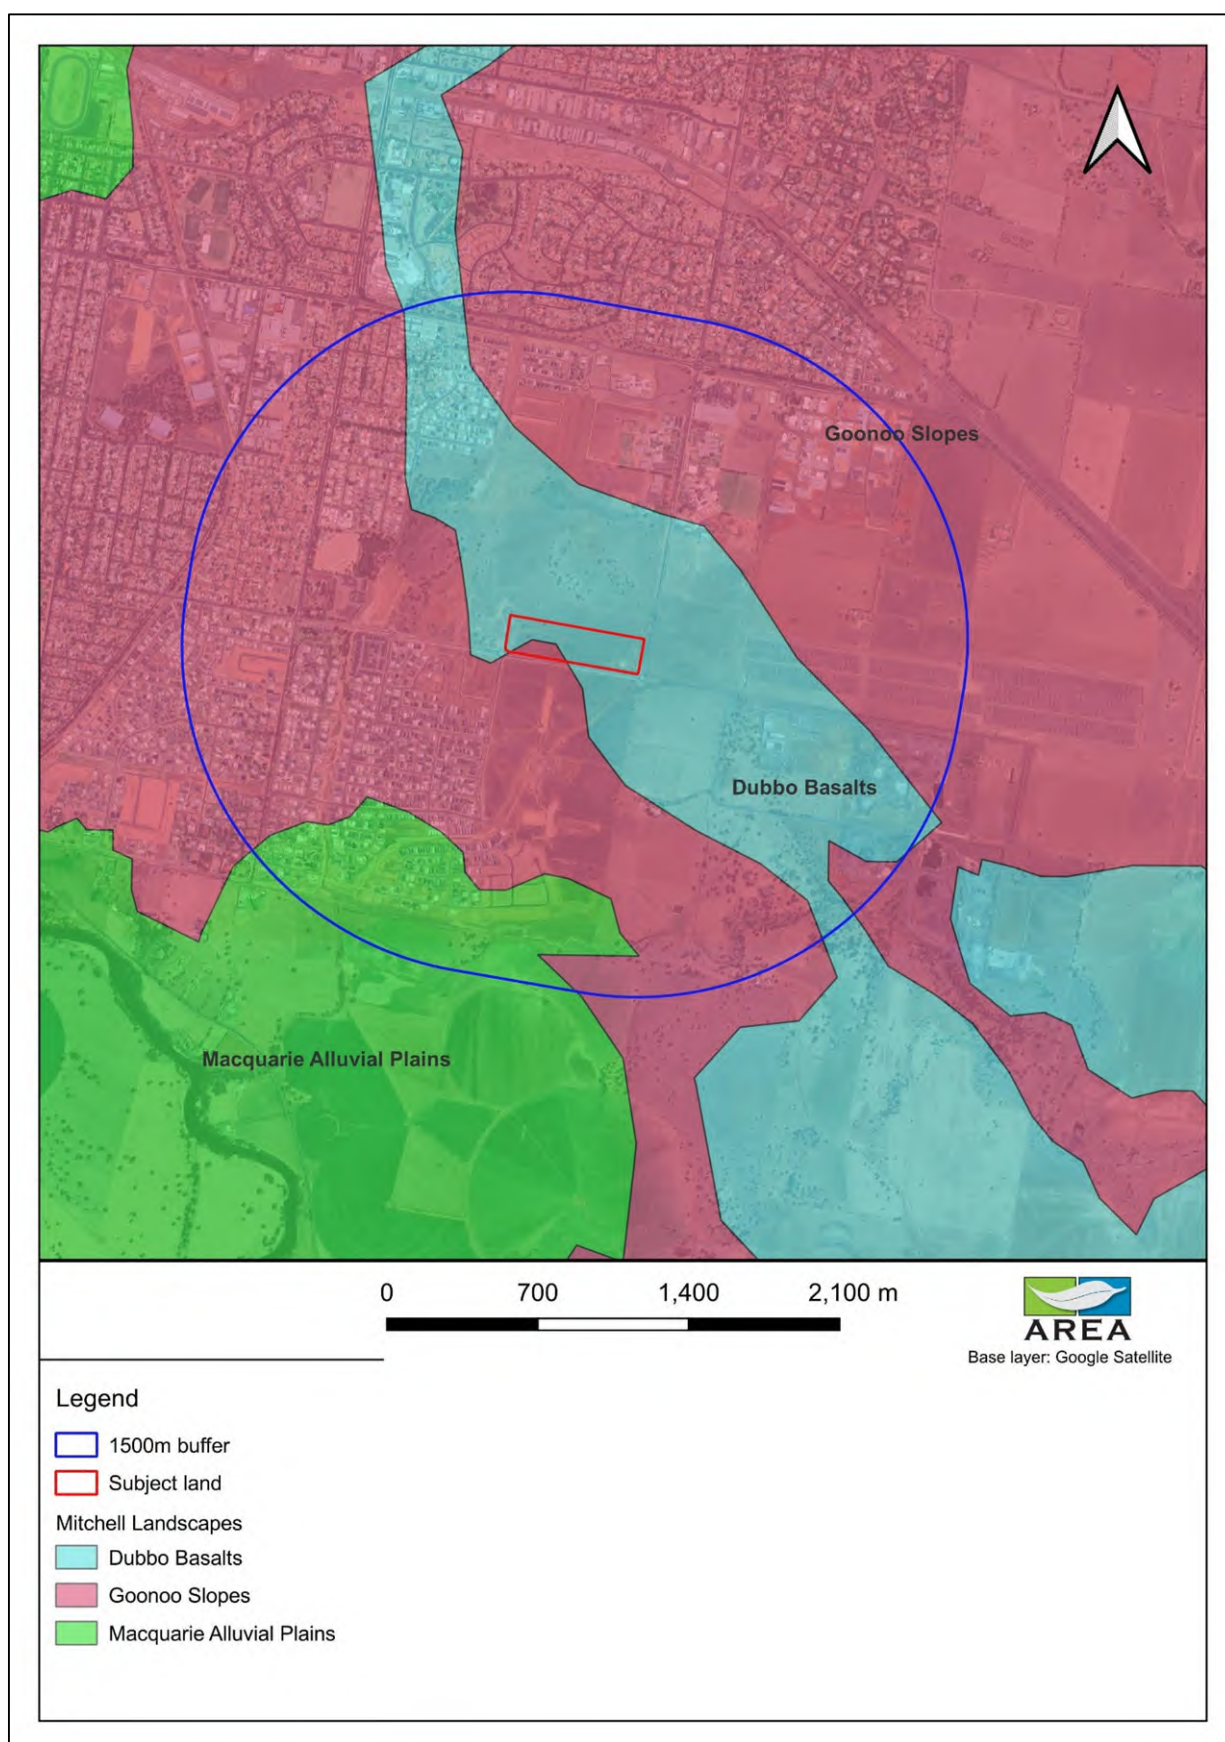 Goonoo Slopes
Dubbo Basalts
Macquarie Alluvial Plains
0 700 1,400 2,100 m
AREA
Base layer: Google Satellite
Legend
1500m buffer
Subject land
Mitchell Landscapes
Dubbo Basalts
Goonoo Slopes
Macquarie Alluvial Plains